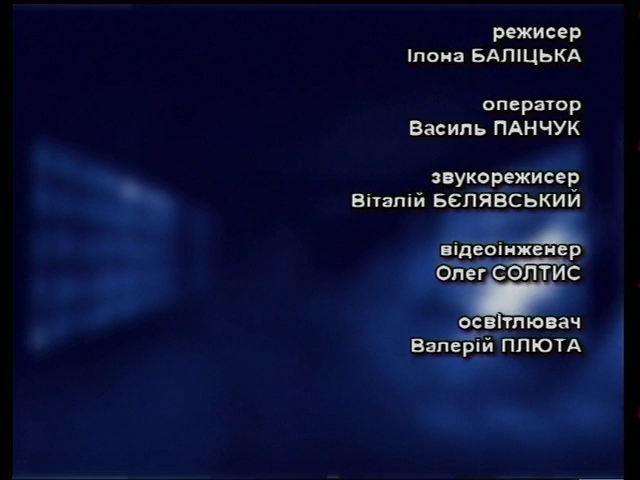 режисер
Ілона БАЛІЦЬКА
оператор
Василь ПАНЧУК
звукорежисер
Віталій БЄЛЯВСЬКИЙ
відеоінженер
Олег СОЛТИС
освітлювач
Валерій ПЛЮТА